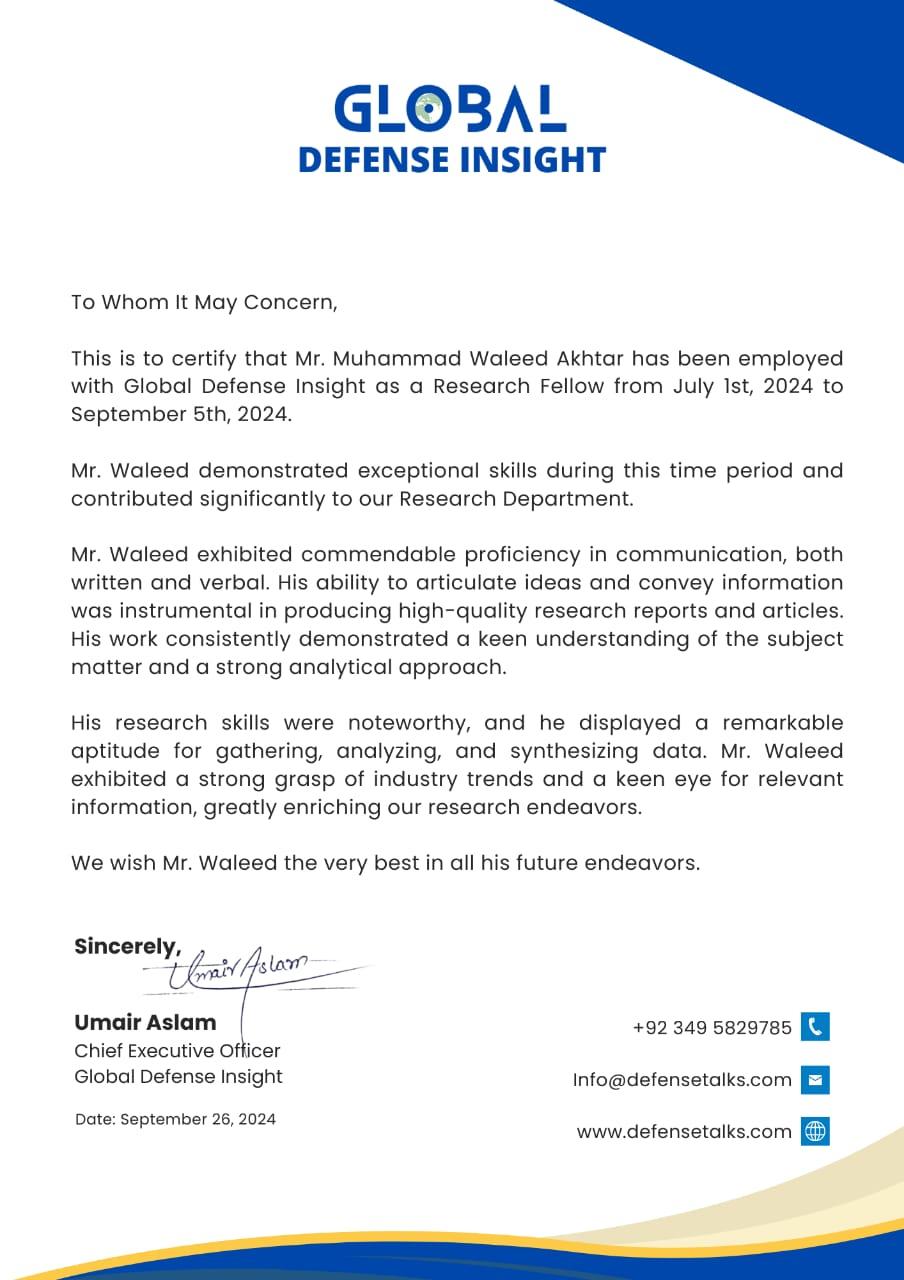 GLOBAL
DEFENSE INSIGHT
To Whom It May Concern,
This is to certify that Mr. Muhammad Waleed Akhtar has been employed
with Global Defense Insight as a Research Fellow from July 1st, 2024 to
September 5th, 2024.
Mr. Waleed demonstrated exceptional skills during this time period and
contributed significantly to our Research Department.
Mr. Waleed exhibited commendable proficiency in communication, both
written and verbal. His ability to articulate ideas and convey information
was instrumental in producing high-quality research reports and articles.
His work consistently demonstrated a keen understanding of the subject
matter and a strong analytical approach.
His research skills were noteworthy, and he displayed a remarkable
aptitude for gathering, analyzing, and synthesizing data. Mr. Waleed
exhibited a strong grasp of industry trends and a keen eye for relevant
information, greatly enriching our research endeavors.
We wish Mr. Waleed the very best in all his future endeavors.
Sincerely,
Umair Aslam
Umair Aslam
Chief Executive Officer
Global Defense Insight
Date: September 26, 2024
+92 349 5829785
Info@defensetalks.com
www.defensetalks.com